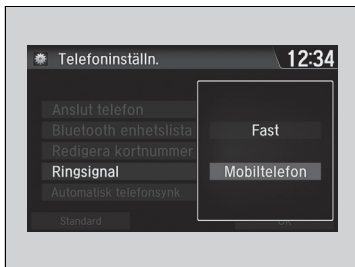 Telefoninställn.
12:34
Anslut telefon
Bluetooth enhetslista
Redigera kortnummer
Ringsignal
Automatisk telefonsynk
Fast
Mobiltelefon
Standard
OK